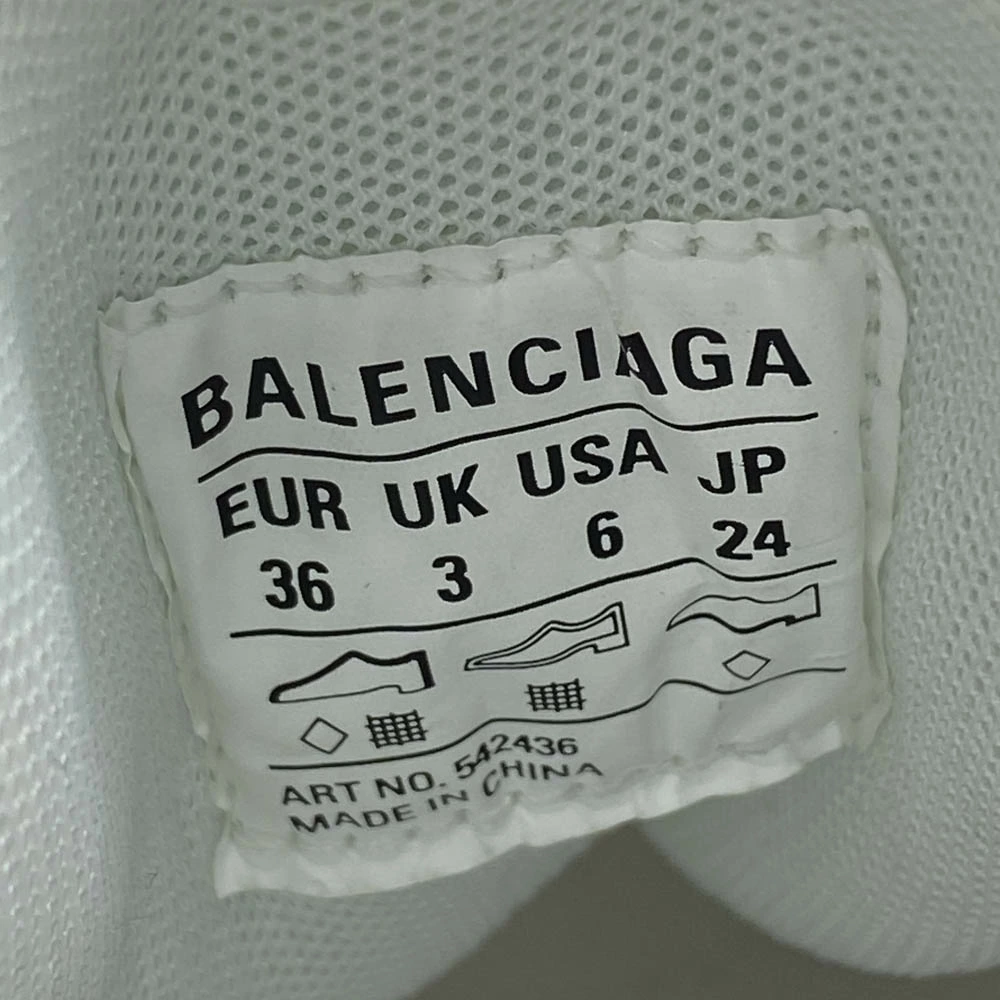 BALENCIAGA
EUR UK USA JP
36 3 6 24
ART NO. 542436
MADE IN CHINA